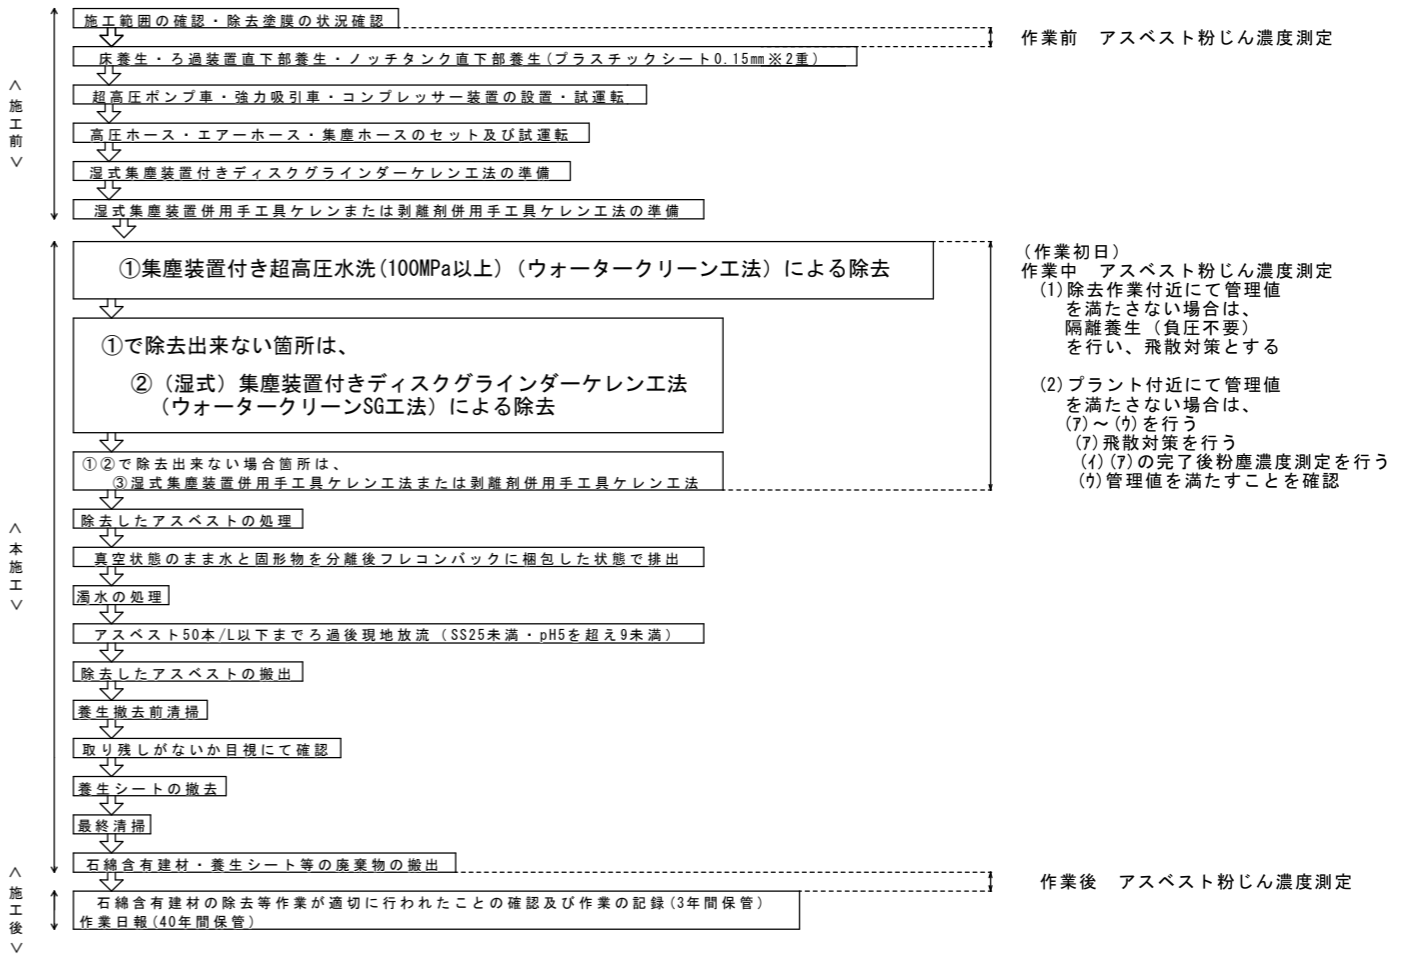 施工範囲の確認・除去塗膜の状況確認
作業前　アスベスト粉じん濃度測定
床養生・ろ過装置直下部養生・ノッチタンク直下部養生(プラスチックシート0.15㎜※2重)
超高圧ポンプ車・強力吸引車・コンプレッサー装置の設置・試運転
高圧ホース・エアーホース・集塵ホースのセット及び試運転
湿式集塵装置付きディスクグラインダーケレン工法の準備
湿式集塵装置併用手工具ケレンまたは剥離剤併用手工具ケレン工法の準備
＜施工前＞
①集塵装置付き超高圧水洗(100MPa以上)（ウォータークリーン工法）による除去
①で除去出来ない箇所は、
②（湿式）集塵装置付きディスクグラインダーケレン工法
（ウォータークリーンSG工法）による除去
①②で除去出来ない場合箇所は、
③湿式集塵装置併用手工具ケレン工法または剥離剤併用手工具ケレン工法
（作業初日）
作業中　アスベスト粉じん濃度測定
(1)除去作業付近にて管理値
を満たさない場合は、
隔離養生（負圧不要）
を行い、飛散対策とする
(2)プラント付近にて管理値
を満たさない場合は、
(ｱ)～(ｳ)を行う
(ｱ)飛散対策を行う
(ｲ)(ｱ)の完了後粉塵濃度測定を行う
(ｳ)管理値を満たすことを確認
除去したアスベストの処理
真空状態のまま水と固形物を分離後フレコンバックに梱包した状態で排出
濁水の処理
アスベスト50本/L以下までろ過後現地放流（SS25未満・pH5を超え9未満）
除去したアスベストの搬出
養生撤去前清掃
取り残しがないか目視にて確認
養生シートの撤去
最終清掃
石綿含有建材・養生シート等の廃棄物の搬出
＜本施工＞
作業後　アスベスト粉じん濃度測定
石綿含有建材の除去等作業が適切に行われたことの確認及び作業の記録(3年間保管)
作業日報(40年間保管)
＜施工後＞